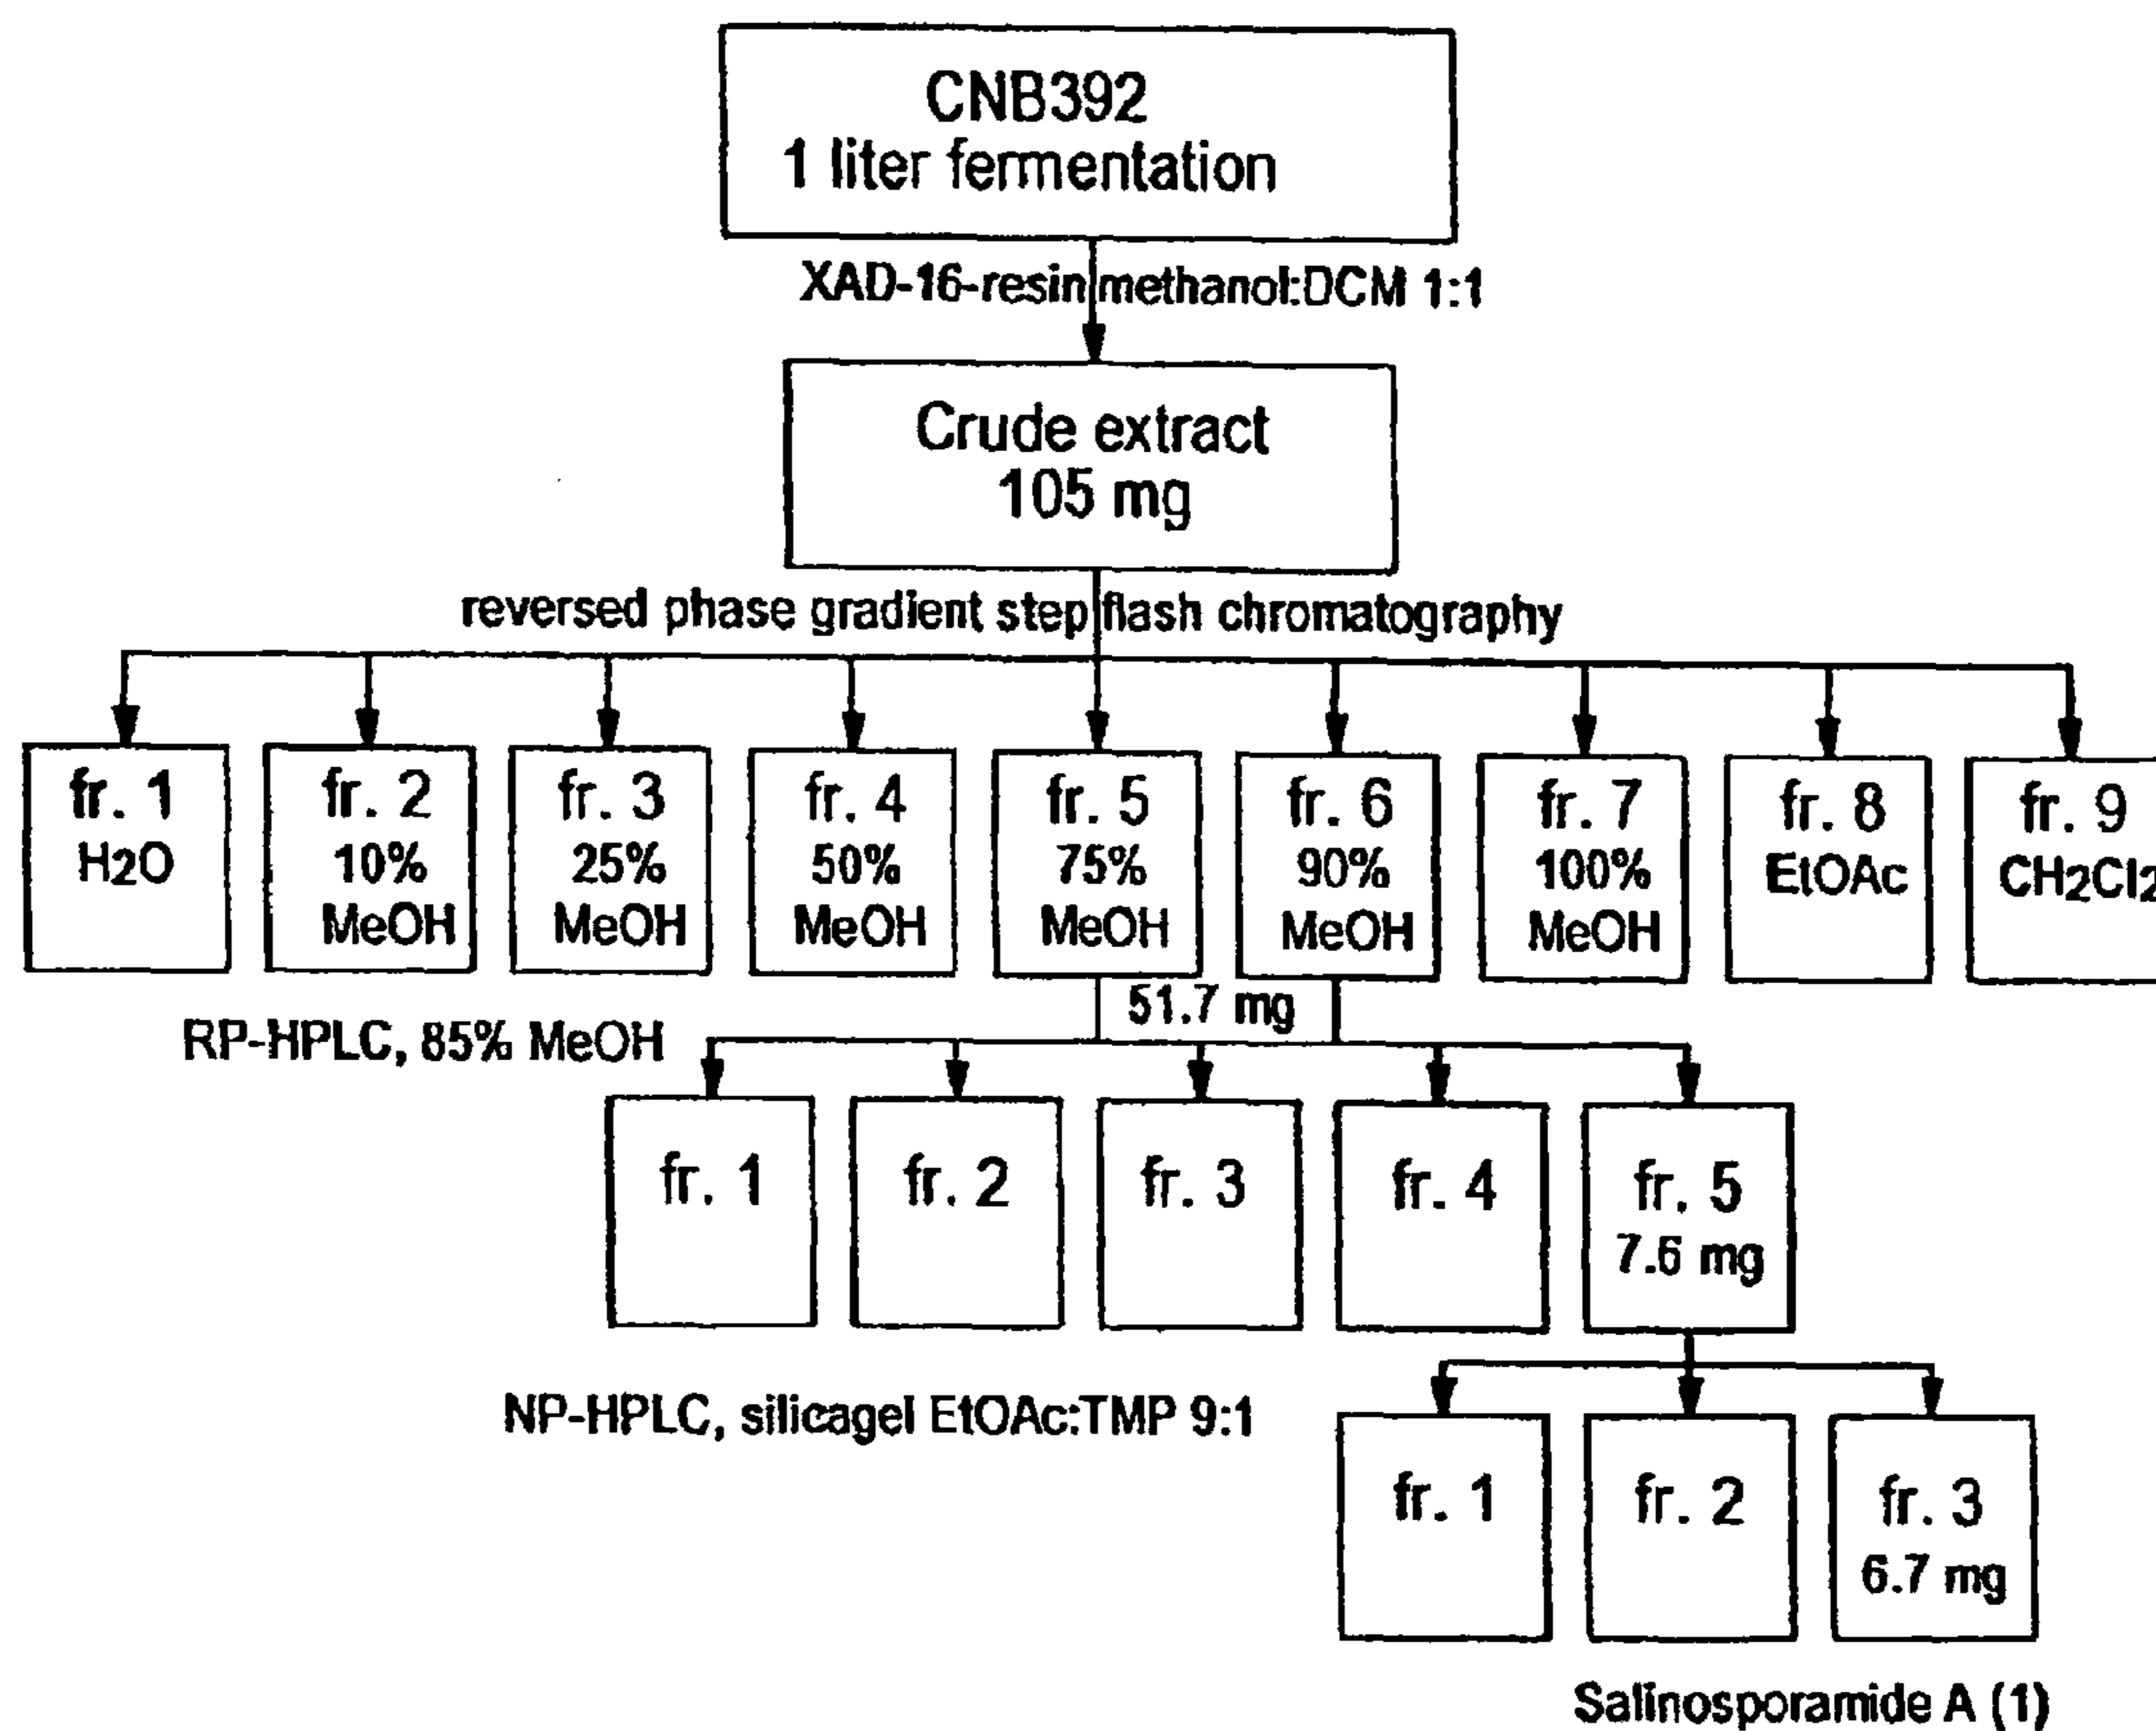 CNB392
1 liter fermentation
XAD-16-resin methanol:DCM 1:1
Crude extract
105 mg
reversed phase gradient step flash chromatography
fr. 1
H2O
fr. 2
10%
MeOH
fr. 3
25%
MeOH
fr. 4
50%
MeOH
fr. 5
75%
MeOH
fr. 6
90%
MeOH
fr. 7
100%
MeOH
fr. 8
EtOAc
fr. 9
CH2Cl2
51.7 mg
RP-HPLC, 85% MeOH
fr. 1
fr. 2
fr. 3
fr. 4
fr. 5
7.6 mg
NP-HPLC, silicagel EtOAc:TMP 9:1
fr. 1
fr. 2
fr. 3
6.7 mg
Salinosporamide A (1)